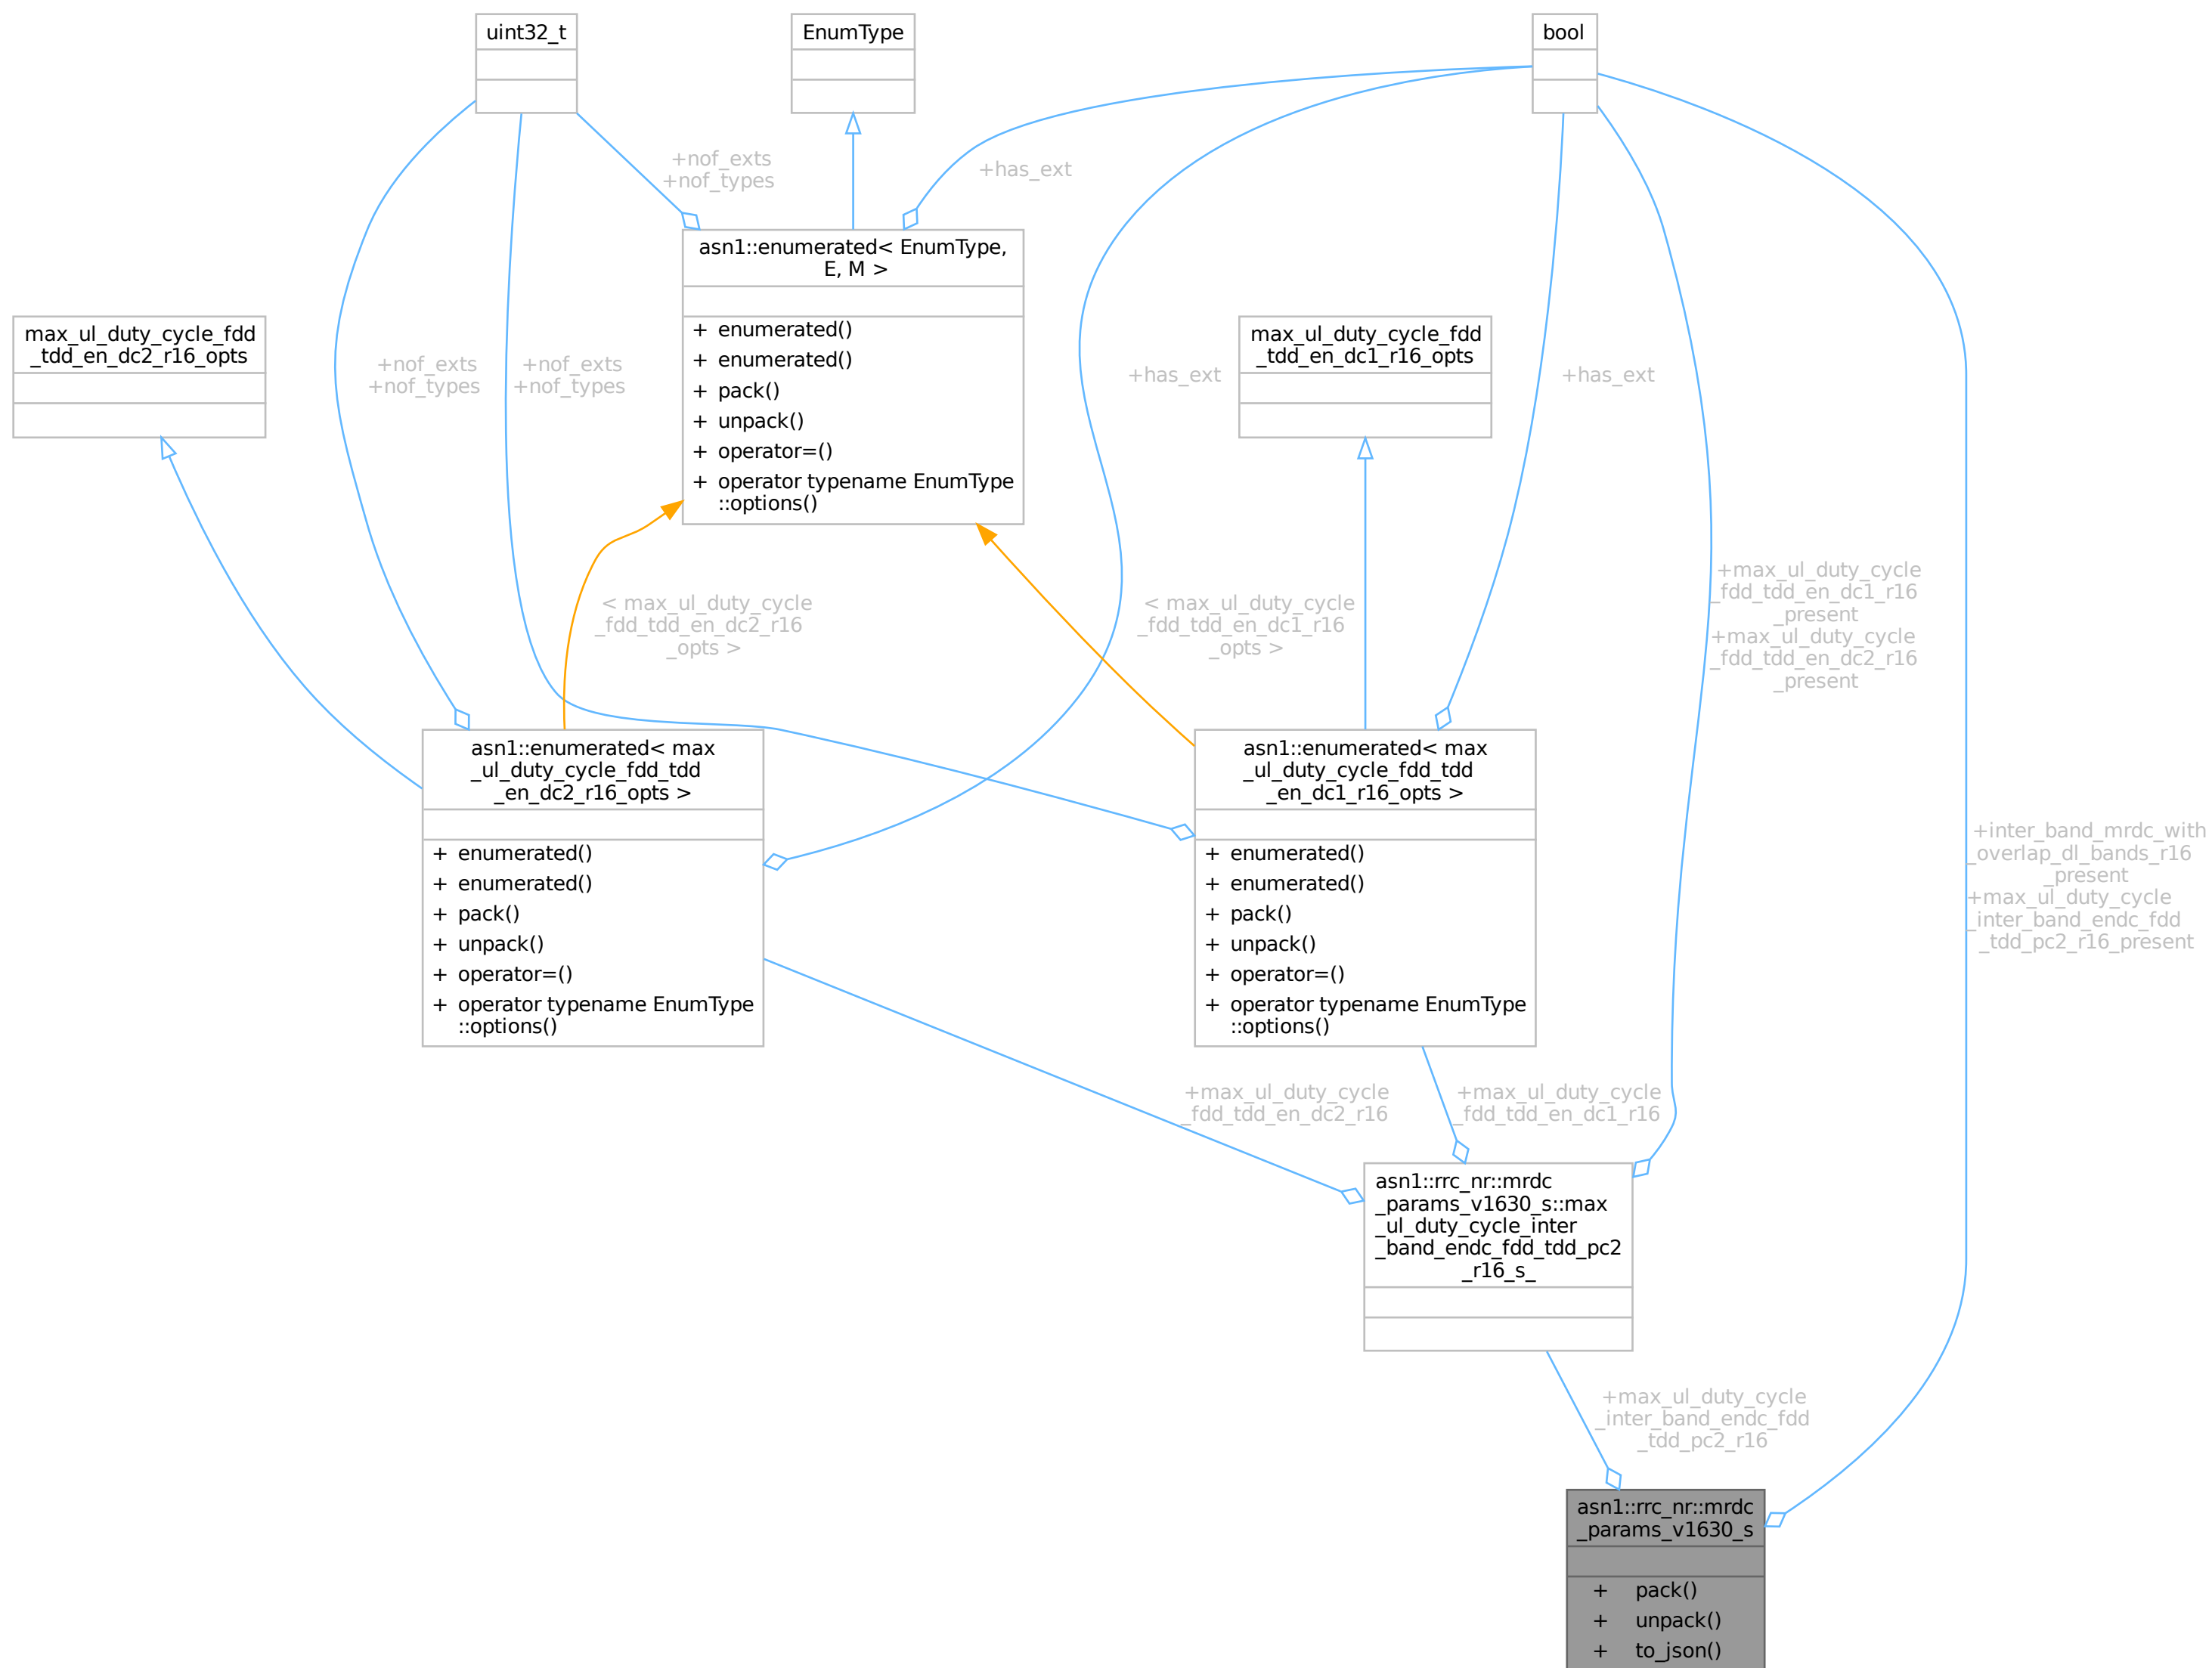 uint32_t
EnumType
bool
+nof_exts
+nof_types
+has_ext
asn1::enumerated< EnumType,
E, M >
+ enumerated()
+ enumerated()
+ pack()
+ unpack()
+ operator=()
+ operator typename EnumType
::options()
max_ul_duty_cycle_fdd
_tdd_en_dc2_r16_opts
+nof_exts
+nof_types
+nof_exts
+nof_types
+has_ext
max_ul_duty_cycle_fdd
_tdd_en_dc1_r16_opts
+has_ext
< max_ul_duty_cycle
_fdd_tdd_en_dc2_r16
_opts >
< max_ul_duty_cycle
_fdd_tdd_en_dc1_r16
_opts >
+max_ul_duty_cycle
_fdd_tdd_en_dc1_r16
_present
+max_ul_duty_cycle
_fdd_tdd_en_dc2_r16
_present
asn1::enumerated< max
_ul_duty_cycle_fdd_tdd
_en_dc2_r16_opts >
+ enumerated()
+ enumerated()
+ pack()
+ unpack()
+ operator=()
+ operator typename EnumType
::options()
asn1::enumerated< max
_ul_duty_cycle_fdd_tdd
_en_dc1_r16_opts >
+ enumerated()
+ enumerated()
+ pack()
+ unpack()
+ operator=()
+ operator typename EnumType
::options()
+inter_band_mrdc_with
_overlap_dl_bands_r16
_present
+max_ul_duty_cycle
_inter_band_endc_fdd
_tdd_pc2_r16_present
+max_ul_duty_cycle
_fdd_tdd_en_dc2_r16
+max_ul_duty_cycle
_fdd_tdd_en_dc1_r16
asn1::rrc_nr::mrdc
_params_v1630_s::max
_ul_duty_cycle_inter
_band_endc_fdd_tdd_pc2
_r16_s_
+max_ul_duty_cycle
_inter_band_endc_fdd
_tdd_pc2_r16
asn1::rrc_nr::mrdc
_params_v1630_s
+ pack()
+ unpack()
+ to_json()